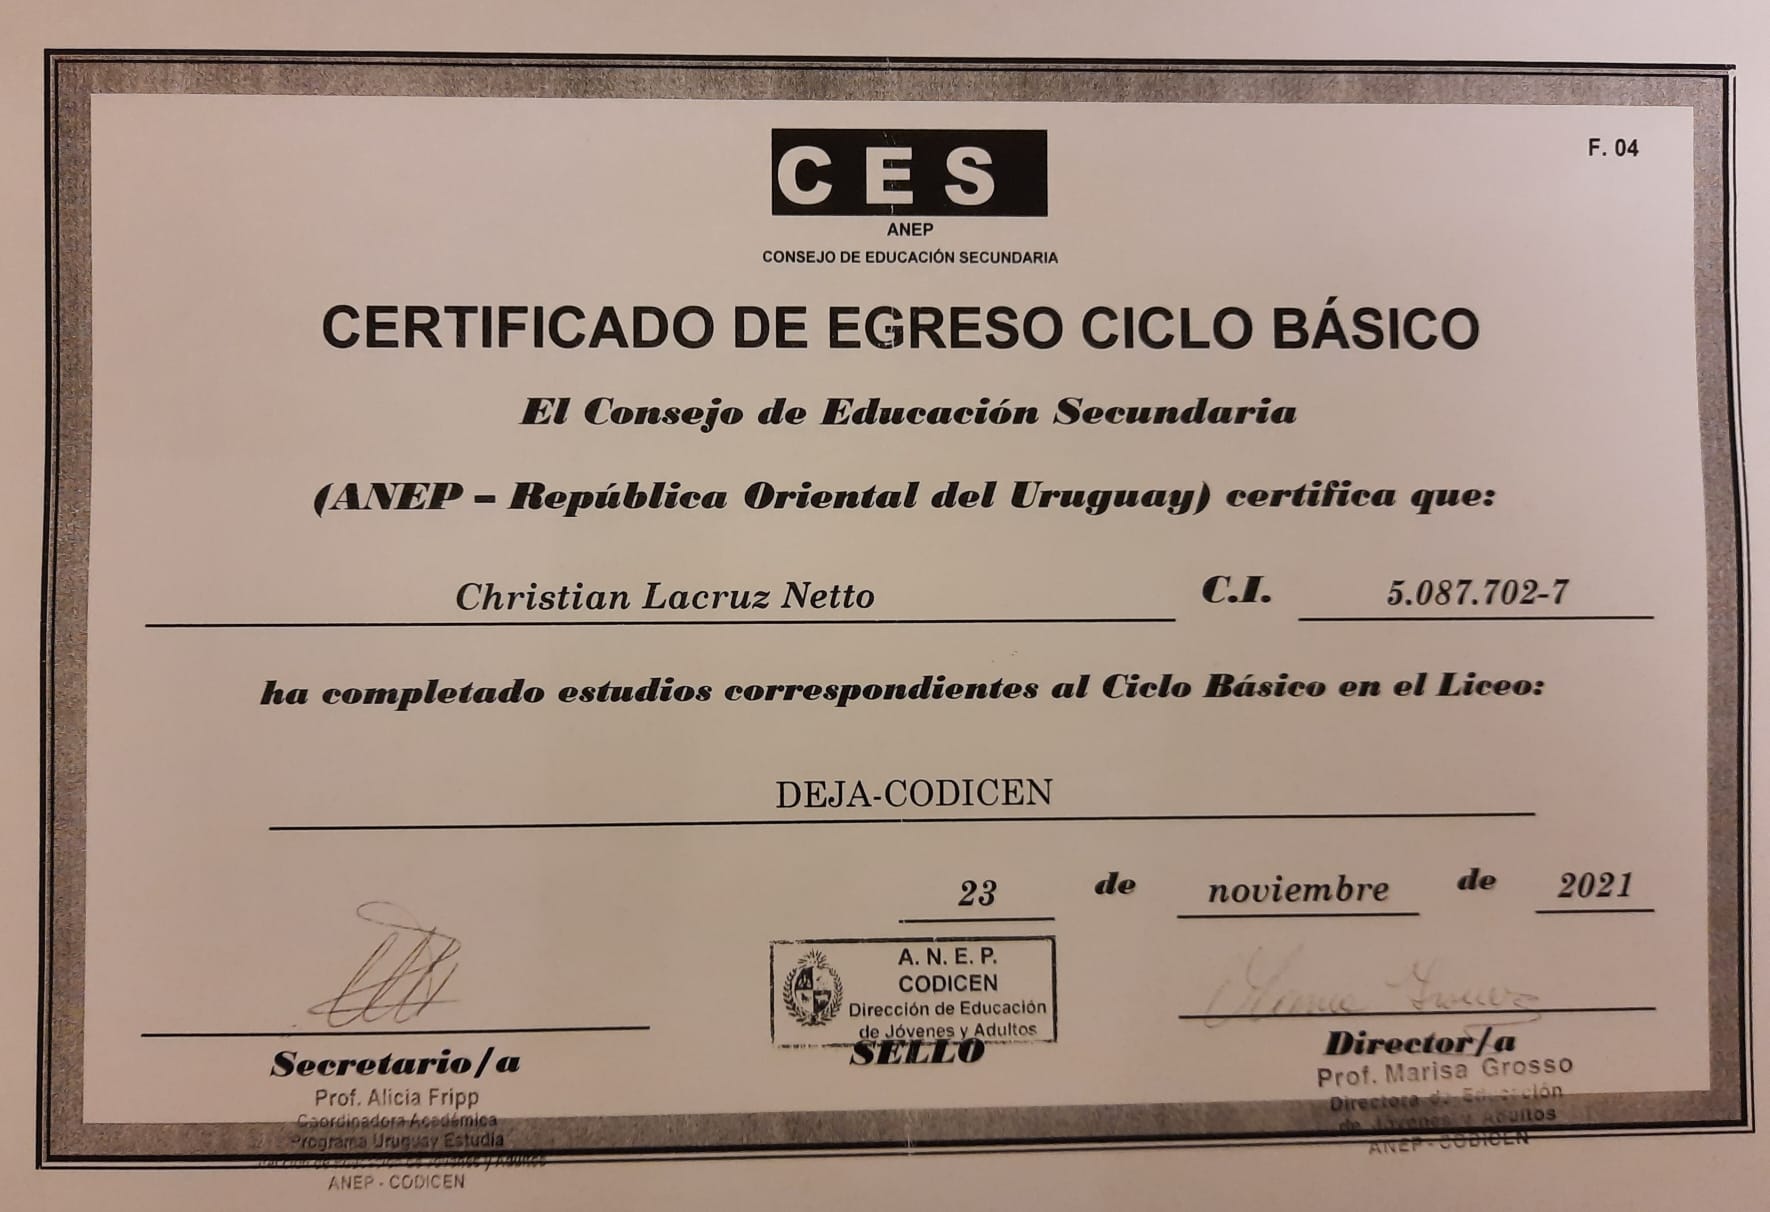 F. 04
CES
ANEP
CONSEJO DE EDUCACIÓN SECUNDARIA
CERTIFICADO DE EGRESO CICLO BÁSICO
El Consejo de Educación Secundaria
(ANEP – República Oriental del Uruguay) certifica que:
Christian Lacruz Netto C.I. 5.087.702-7
ha completado estudios correspondientes al Ciclo Básico en el Liceo:
DEJA-CODICEN
23 de noviembre de 2021
A. N. E. P.
CODICEN
Dirección de Educación
de Jóvenes y Adultos
SELLO
Secretario/a
Prof. Alicia Fripp
Coordinadora Académica
Programa Uruguay Estudia
ANEP - CODICEN
Director/a
Prof. Marisa Grosso
Directora de Educación
de Jóvenes y Adultos
ANEP - CODICEN